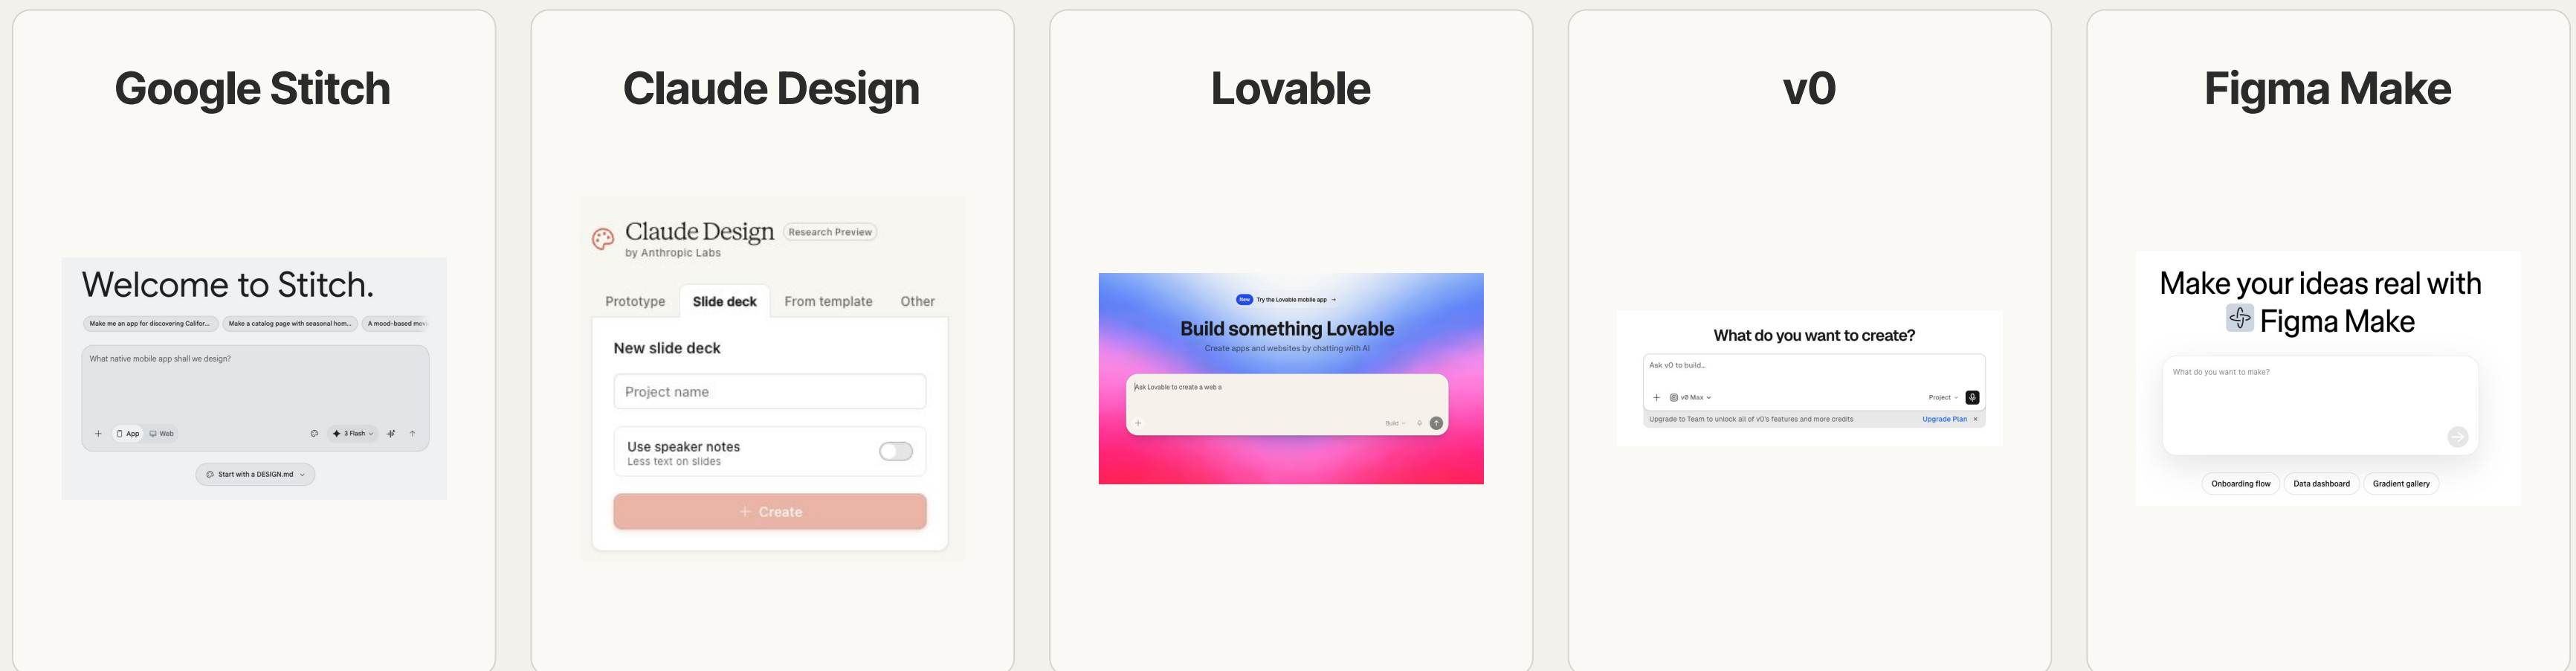 Google Stitch
Welcome to Stitch.
Make me an app for discovering Califor...
Make a catalog page with seasonal hom...
A mood-based mov
What native mobile app shall we design?
App
Web
3 Flash
Start with a DESIGN.md
Claude Design
Claude Design
Research Preview
by Anthropic Labs
Prototype
Slide deck
From template
Other
New slide deck
Project name
Use speaker notes
Less text on slides
+ Create
Lovable
New
Try the Lovable mobile app →
Build something Lovable
Create apps and websites by chatting with AI
Ask Lovable to create a web a
Build
v0
What do you want to create?
Ask v0 to build...
v0 Max
Project
Upgrade to Team to unlock all of v0's features and more credits
Upgrade Plan
Figma Make
Make your ideas real with
Figma Make
What do you want to make?
Onboarding flow
Data dashboard
Gradient gallery